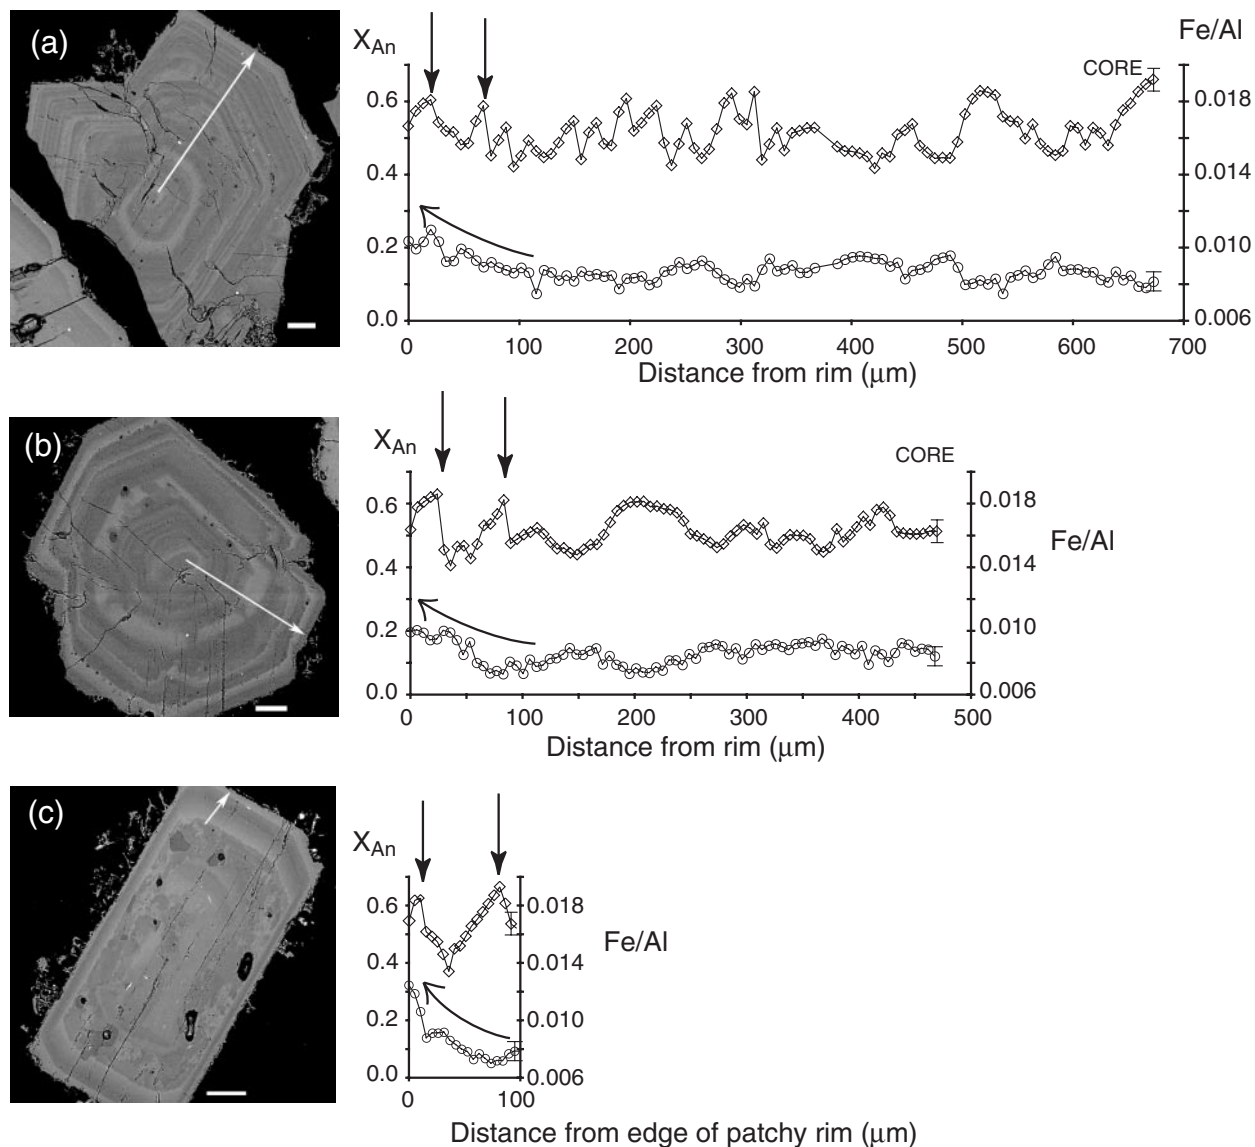 (a)
X_An
Fe/Al
CORE
0.6
0.4
0.2
0.0
0.018
0.014
0.010
0.006
0 100 200 300 400 500 600 700
Distance from rim (μm)
(b)
X_An
CORE
Fe/Al
0.6
0.4
0.2
0.0
0.018
0.014
0.010
0.006
0 100 200 300 400 500
Distance from rim (μm)
(c)
X_An
Fe/Al
0.6
0.4
0.2
0.0
0.018
0.014
0.010
0.006
0 100
Distance from edge of patchy rim (μm)